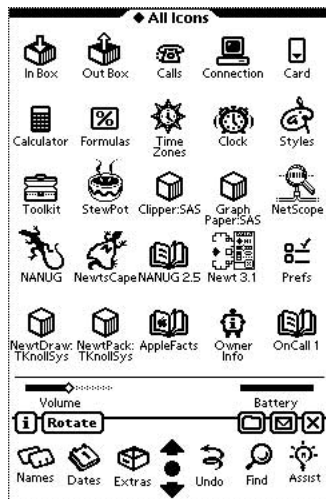 All Icons
In Box Out Box Calls Connection Card
Calculator Formulas Time Zones Clock Styles
Toolkit StewPot Clipper:SAS Graph Paper:SAS NetScope
NANUG NewtsCape NANUG 2.5 Newt 3.1 Prefs
NewtDraw: TKnollSys NewtPack: TKnollSys AppleFacts Owner Info OnCall 1
Volume Battery
i Rotate
Names Dates Extras Undo Find Assist